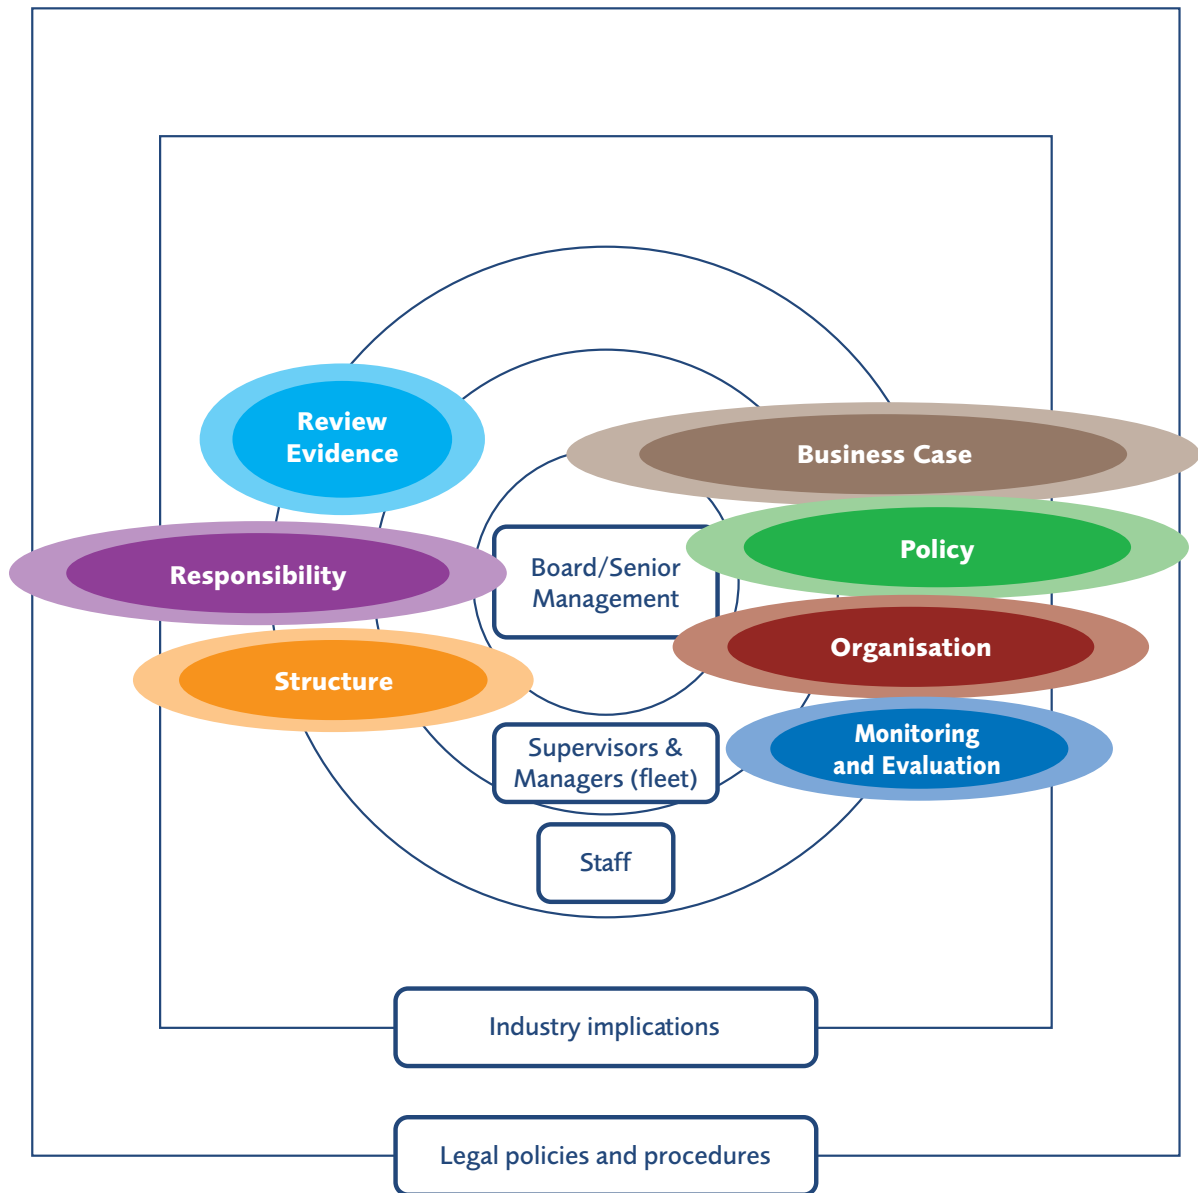 Review
Evidence
Business Case
Policy
Board/Senior
Management
Responsibility
Organisation
Structure
Monitoring
and Evaluation
Supervisors &
Managers (fleet)
Staff
Industry implications
Legal policies and procedures